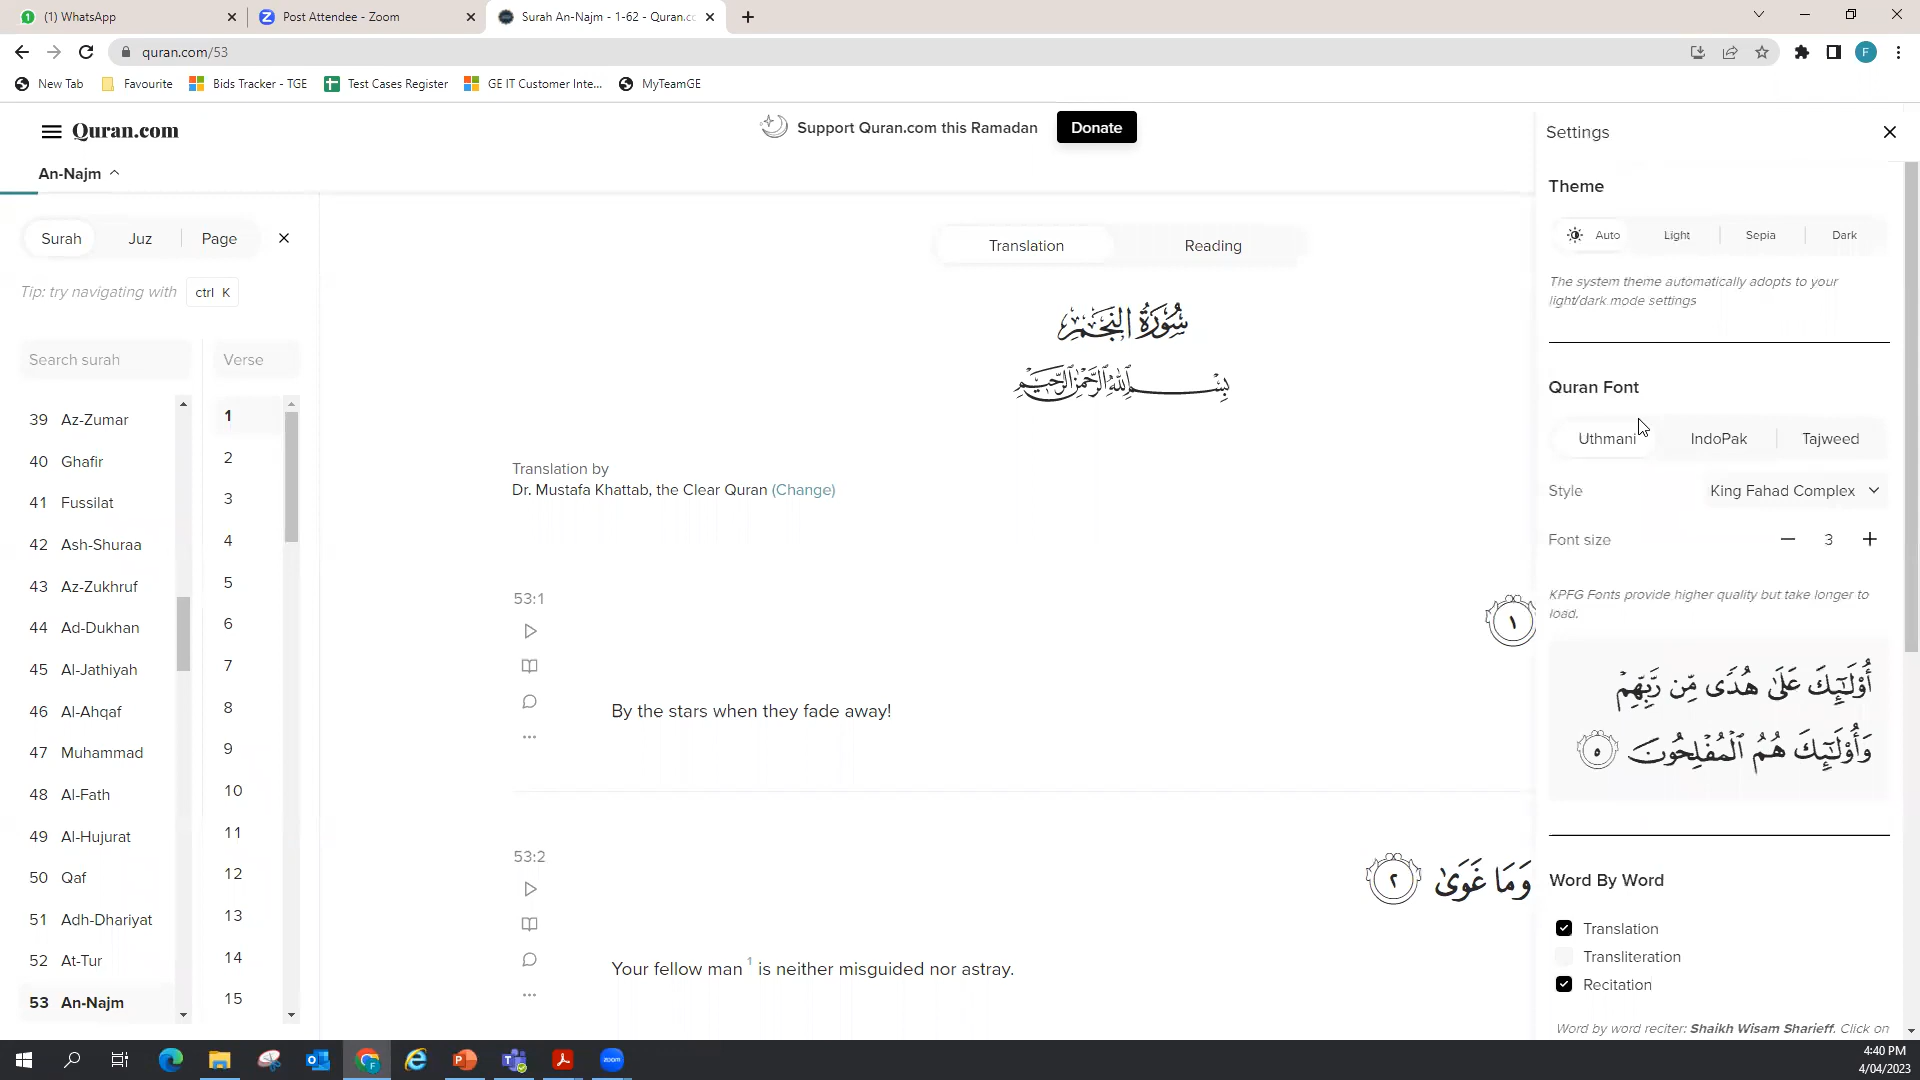 (1) WhatsApp
Post Attendee - Zoom
Surah An-Najm - 1-62 - Quran.cc
quran.com/53
F
New Tab
Favourite
Bids Tracker - TGE
Test Cases Register
GE IT Customer Inte...
MyTeamGE
Quran.com
Support Quran.com this Ramadan
Donate
An-Najm
Surah
Juz
Page
Tip: try navigating with
ctrl K
Search surah
Verse
39 Az-Zumar
40 Ghafir
41 Fussilat
42 Ash-Shuraa
43 Az-Zukhruf
44 Ad-Dukhan
45 Al-Jathiyah
46 Al-Ahqaf
47 Muhammad
48 Al-Fath
49 Al-Hujurat
50 Qaf
51 Adh-Dhariyat
52 At-Tur
53 An-Najm
1
2
3
4
5
6
7
8
9
10
11
12
13
14
15
Translation
Reading
سُورَةُ النَّجْمِ
بِسْمِ اللَّهِ الرَّحْمَٰنِ الرَّحِيمِ
Translation by
Dr. Mustafa Khattab, the Clear Quran (Change)
53:1
١
By the stars when they fade away!
53:2
وَمَا غَوَىٰ ٢
Your fellow man 1 is neither misguided nor astray.
Settings
Theme
Auto
Light
Sepia
Dark
The system theme automatically adopts to your
light/dark mode settings
Quran Font
Uthmani
IndoPak
Tajweed
Style
King Fahad Complex
Font size
3
KPFG Fonts provide higher quality but take longer to
load.
أُو۟لَـٰٓئِكَ عَلَىٰ هُدًى مِّن رَّبِّهِمْ
وَأُو۟لَـٰٓئِكَ هُمُ ٱلْمُفْلِحُونَ ٥
Word By Word
Translation
Transliteration
Recitation
Word by word reciter: Shaikh Wisam Sharieff. Click on
zoom
4:40 PM
4/04/2023